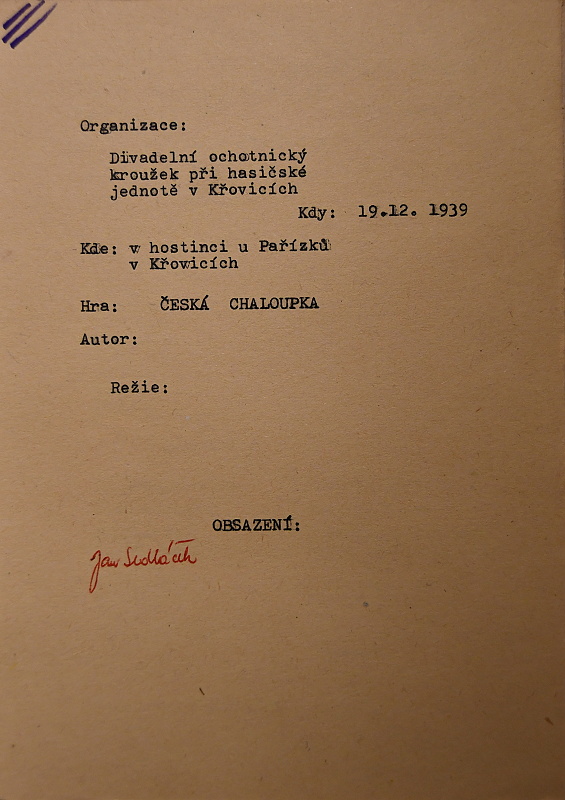 Organizace:
Divadelní ochotnický
kroužek při hasičské
jednotě v Křovicích
Kdy: 19.12. 1939
Kde: v hostinci u Pařízků
v Křovicích
Hra: ČESKÁ CHALOUPKA
Autor:
Režie:
OBSAZENÍ:
Jan Sedláček